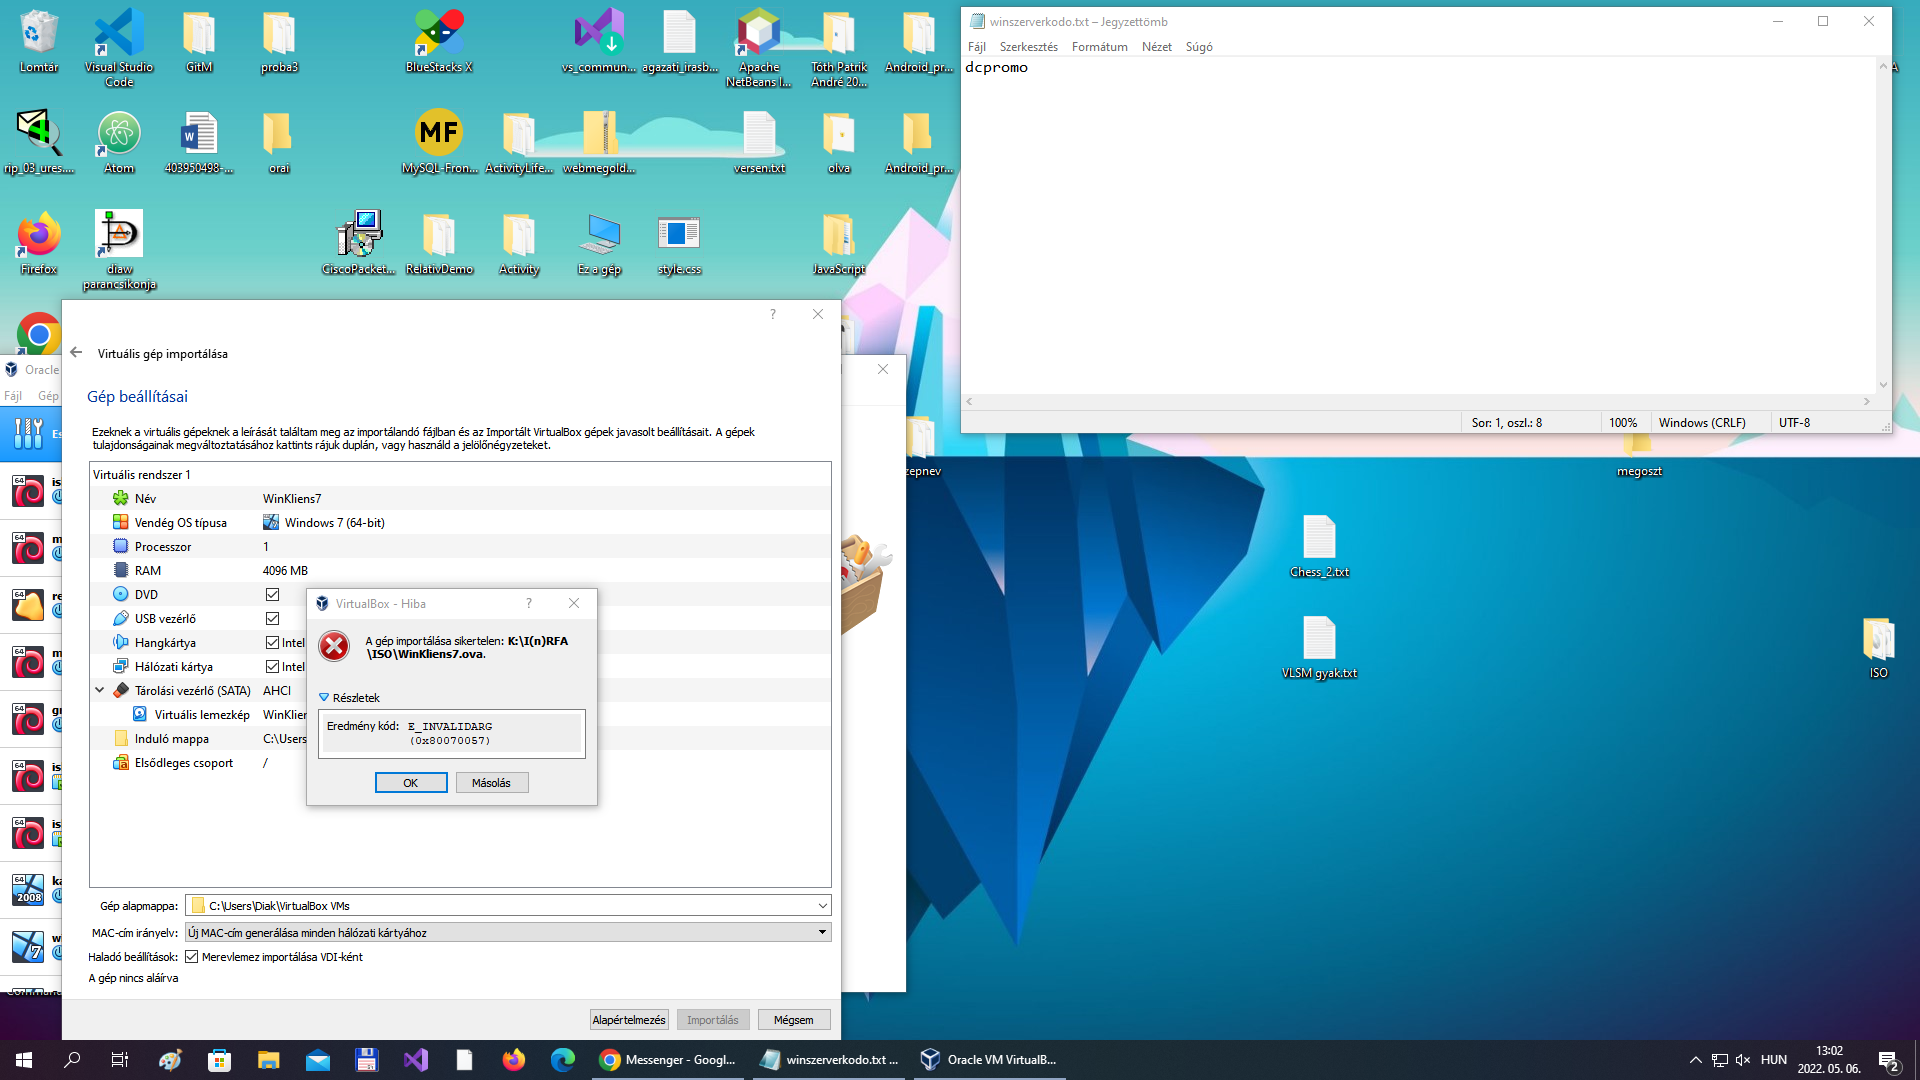 Lomtár
Visual Studio
Code
GitM
proba3
BlueStacks X
vs_commun...
agazati_irasb...
Apache
NetBeans I...
Tóth Patrik
André 20...
Android_pr...
rip_03_ures....
Atom
403950498-...
orai
MF
MySQL-Fron...
ActivityLife...
webmegold...
versen.txt
olva
Android_pr...
Firefox
diaw
parancsikonja
CiscoPacket...
RelativDemo
Activity
Ez a gép
style.css
JavaScript
winszerverkodo.txt – Jegyzettömb
Fájl Szerkesztés Formátum Nézet Súgó
dcpromo
Sor: 1, oszl.: 8
100%
Windows (CRLF)
UTF-8
zepnev
megoszt
Chess_2.txt
VLSM gyak.txt
ISO
Oracle
Fájl Gép
Virtuális gép importálása
Gép beállításai
Ezeknek a virtuális gépeknek a leírását találtam meg az importálandó fájlban és az Importált VirtualBox gépek javasolt beállításait. A gépek
tulajdonságainak megváltoztatásához kattints rájuk duplán, vagy használd a jelölőnégyzeteket.
Virtuális rendszer 1
Név WinKliens7
Vendég OS típusa Windows 7 (64-bit)
Processzor 1
RAM 4096 MB
DVD
USB vezérlő
Hangkártya Intel
Hálózati kártya Intel
Tárolási vezérlő (SATA) AHCI
Virtuális lemezkép WinKlien
Induló mappa C:\Users
Elsődleges csoport /
VirtualBox - Hiba
A gép importálása sikertelen: K:\I(n)RFA
\ISO\WinKliens7.ova.
Részletek
Eredmény kód: E_INVALIDARG
(0x80070057)
OK Másolás
Gép alapmappa: C:\Users\Diak\VirtualBox VMs
MAC-cím irányelv: Új MAC-cím generálása minden hálózati kártyához
Haladó beállítások: Merevlemez importálása VDI-ként
A gép nincs aláírva
Alapértelmezés Importálás Mégsem
Messenger - Googl...
winszerverkodo.txt ...
Oracle VM VirtualB...
HUN
13:02
2022. 05. 06.
2